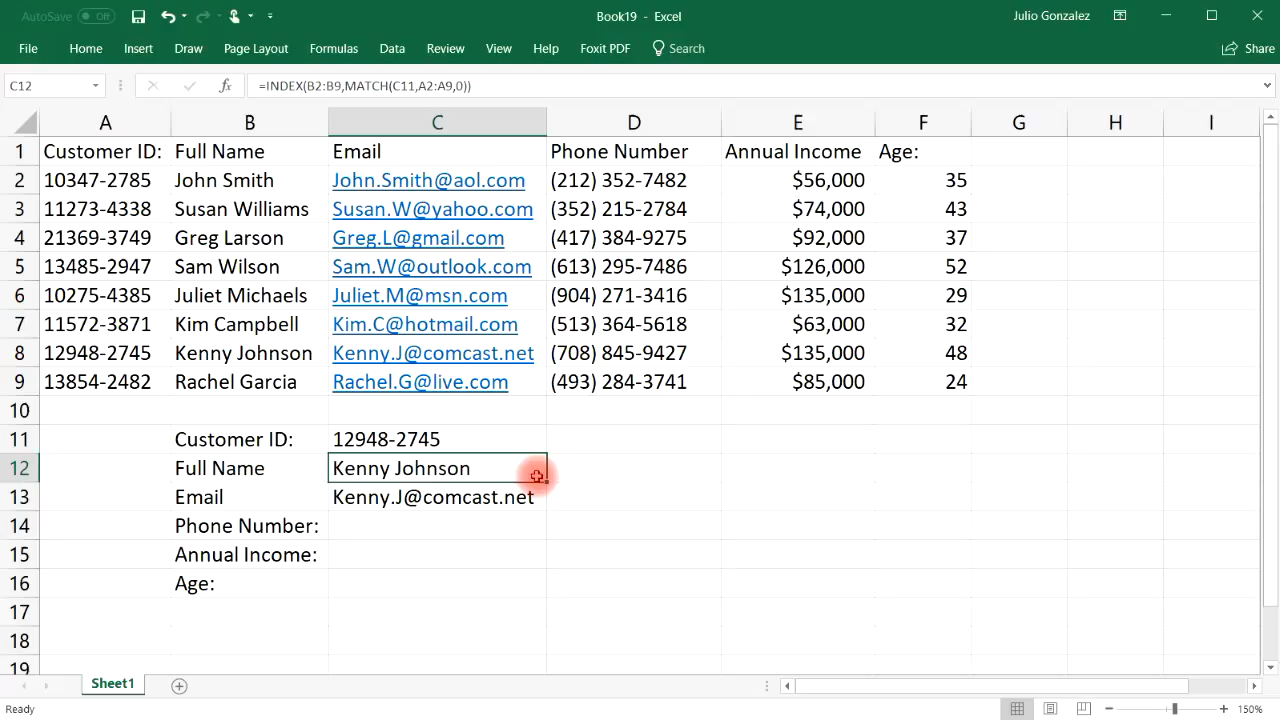 AutoSave Off Book19 - Excel Julio Gonzalez
File Home Insert Draw Page Layout Formulas Data Review View Help Foxit PDF Search Share
C12 fx =INDEX(B2:B9,MATCH(C11,A2:A9,0))
A B C D E F G H I
1 Customer ID: Full Name Email Phone Number Annual Income Age:
2 10347-2785 John Smith John.Smith@aol.com (212) 352-7482 $56,000 35
3 11273-4338 Susan Williams Susan.W@yahoo.com (352) 215-2784 $74,000 43
4 21369-3749 Greg Larson Greg.L@gmail.com (417) 384-9275 $92,000 37
5 13485-2947 Sam Wilson Sam.W@outlook.com (613) 295-7486 $126,000 52
6 10275-4385 Juliet Michaels Juliet.M@msn.com (904) 271-3416 $135,000 29
7 11572-3871 Kim Campbell Kim.C@hotmail.com (513) 364-5618 $63,000 32
8 12948-2745 Kenny Johnson Kenny.J@comcast.net (708) 845-9427 $135,000 48
9 13854-2482 Rachel Garcia Rachel.G@live.com (493) 284-3741 $85,000 24
10
11 Customer ID: 12948-2745
12 Full Name Kenny Johnson
13 Email Kenny.J@comcast.net
14 Phone Number:
15 Annual Income:
16 Age:
17
18
19
Sheet1
Ready 150%